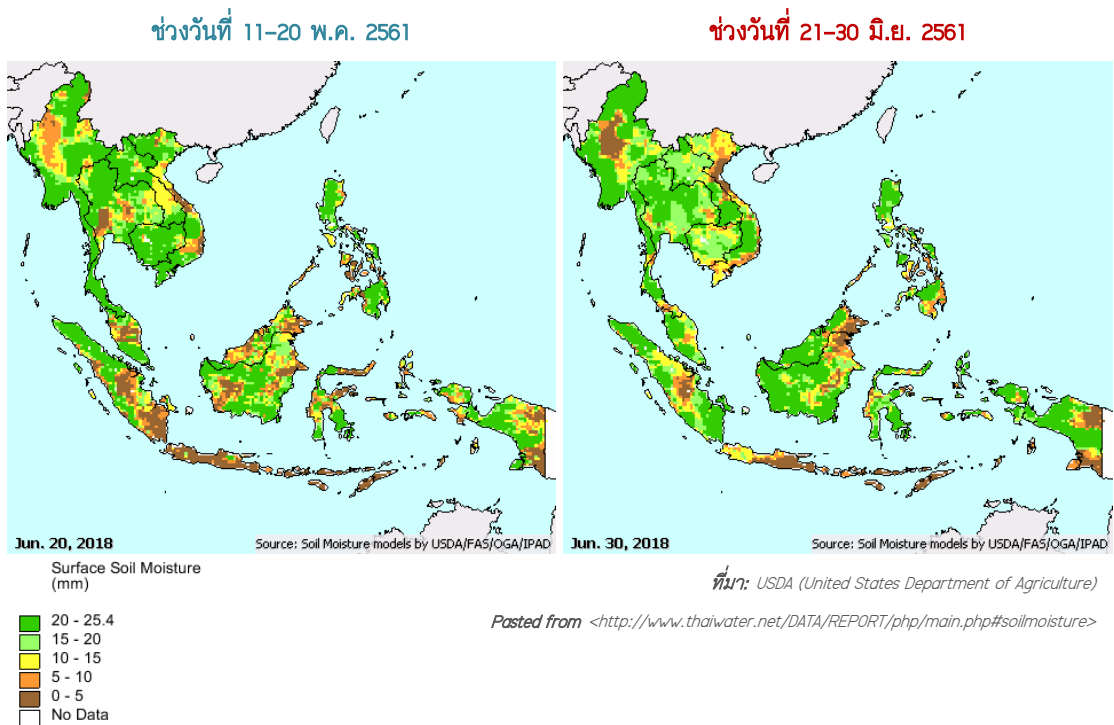 ช่วงวันที่ 11-20 พ.ค. 2561
ช่วงวันที่ 21-30 มิ.ย. 2561
Jun. 20, 2018
Source: Soil Moisture models by USDA/FAS/OGA/IPAD
Jun. 30, 2018
Source: Soil Moisture models by USDA/FAS/OGA/IPAD
Surface Soil Moisture
(mm)
20 - 25.4
15 - 20
10 - 15
5 - 10
0 - 5
No Data
ที่มา: USDA (United States Department of Agriculture)
Pasted from <http://www.thaiwater.net/DATA/REPORT/php/main.php#soilmoisture>